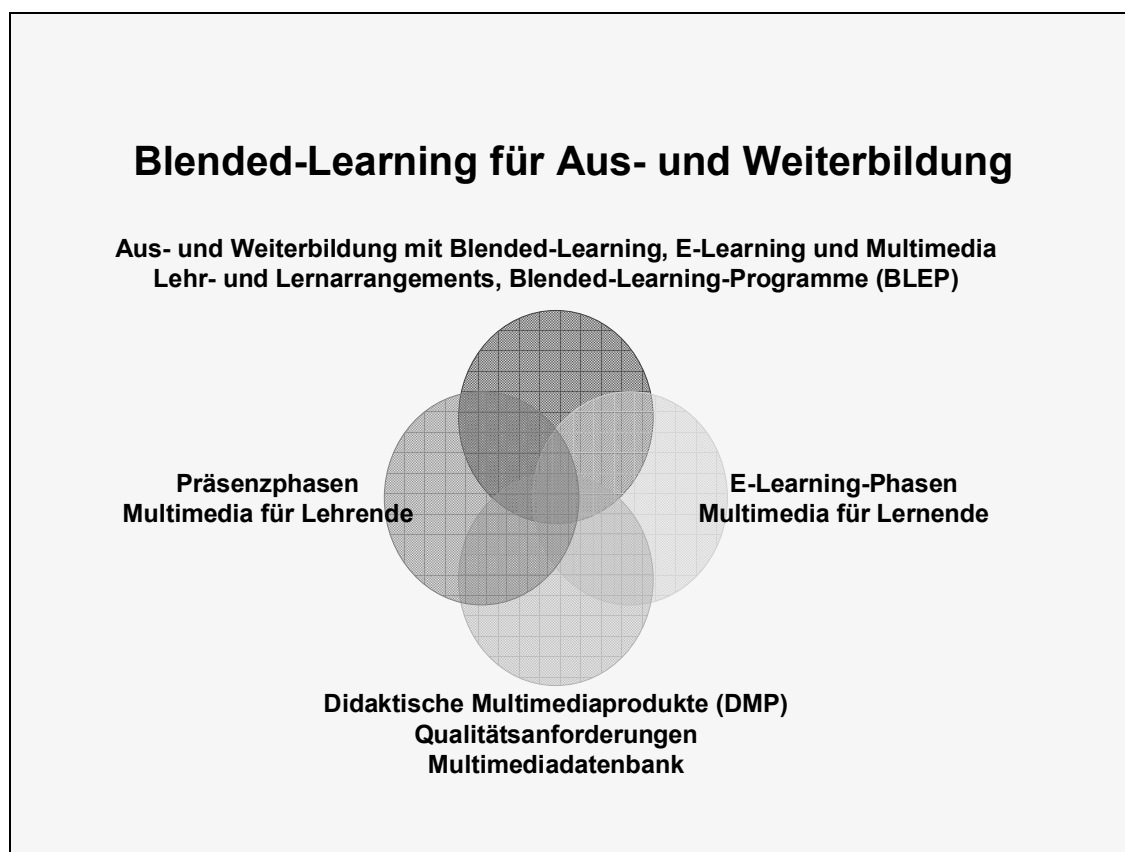 Blended-Learning für Aus- und Weiterbildung
Aus- und Weiterbildung mit Blended-Learning, E-Learning und Multimedia
Lehr- und Lernarrangements, Blended-Learning-Programme (BLEP)
Präsenzphasen
Multimedia für Lehrende
E-Learning-Phasen
Multimedia für Lernende
Didaktische Multimediaprodukte (DMP)
Qualitätsanforderungen
Multimediadatenbank